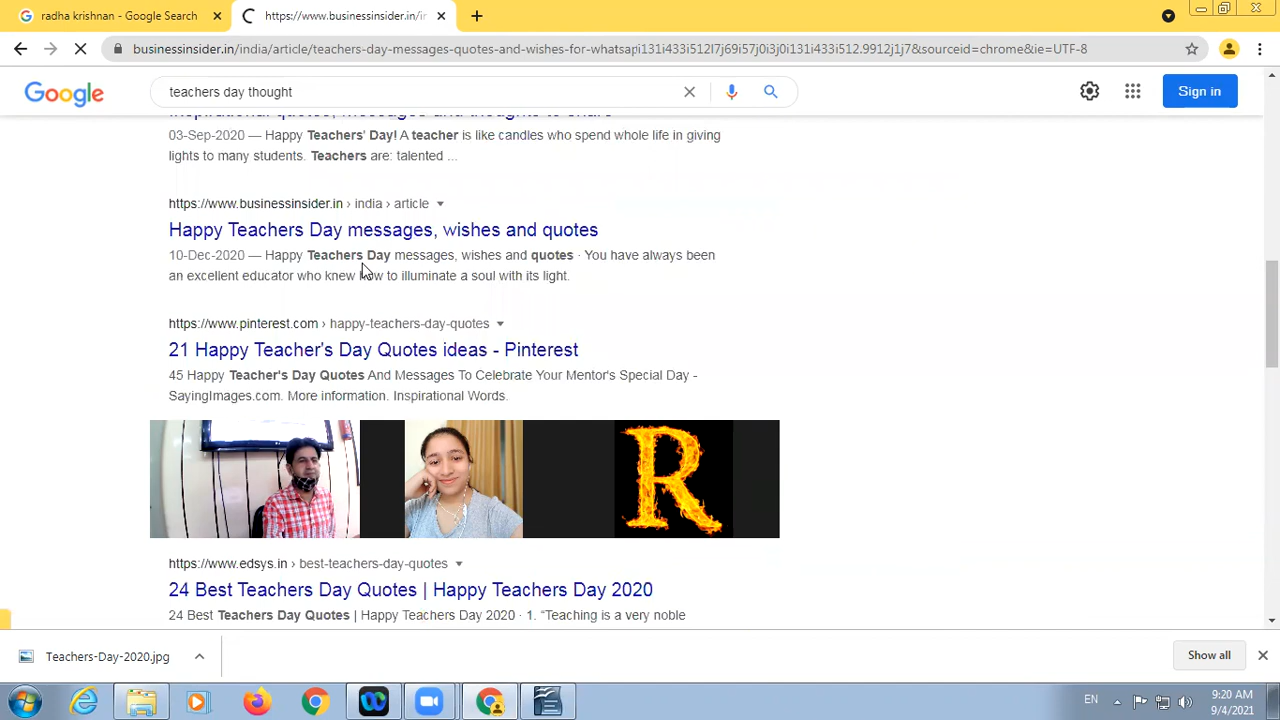 radha krishnan - Google Search
https://www.businessinsider.in/ir
businessinsider.in/india/article/teachers-day-messages-quotes-and-wishes-for-whatsapi131i433i512l7j69i57j0i3j0i131i433i512.9912j1j7&sourceid=chrome&ie=UTF-8
Google
teachers day thought
Sign in
inspirational quotes, messages and thoughts to share
03-Sep-2020 — Happy Teachers' Day! A teacher is like candles who spend whole life in giving
lights to many students. Teachers are: talented ...
https://www.businessinsider.in › india › article
Happy Teachers Day messages, wishes and quotes
10-Dec-2020 — Happy Teachers Day messages, wishes and quotes · You have always been
an excellent educator who knew how to illuminate a soul with its light.
https://www.pinterest.com › happy-teachers-day-quotes
21 Happy Teacher's Day Quotes ideas - Pinterest
45 Happy Teacher's Day Quotes And Messages To Celebrate Your Mentor's Special Day -
SayingImages.com. More information. Inspirational Words.
R
https://www.edsys.in › best-teachers-day-quotes
24 Best Teachers Day Quotes | Happy Teachers Day 2020
24 Best Teachers Day Quotes | Happy Teachers Day 2020 · 1. “Teaching is a very noble
Teachers-Day-2020.jpg
Show all
EN
9:20 AM
9/4/2021